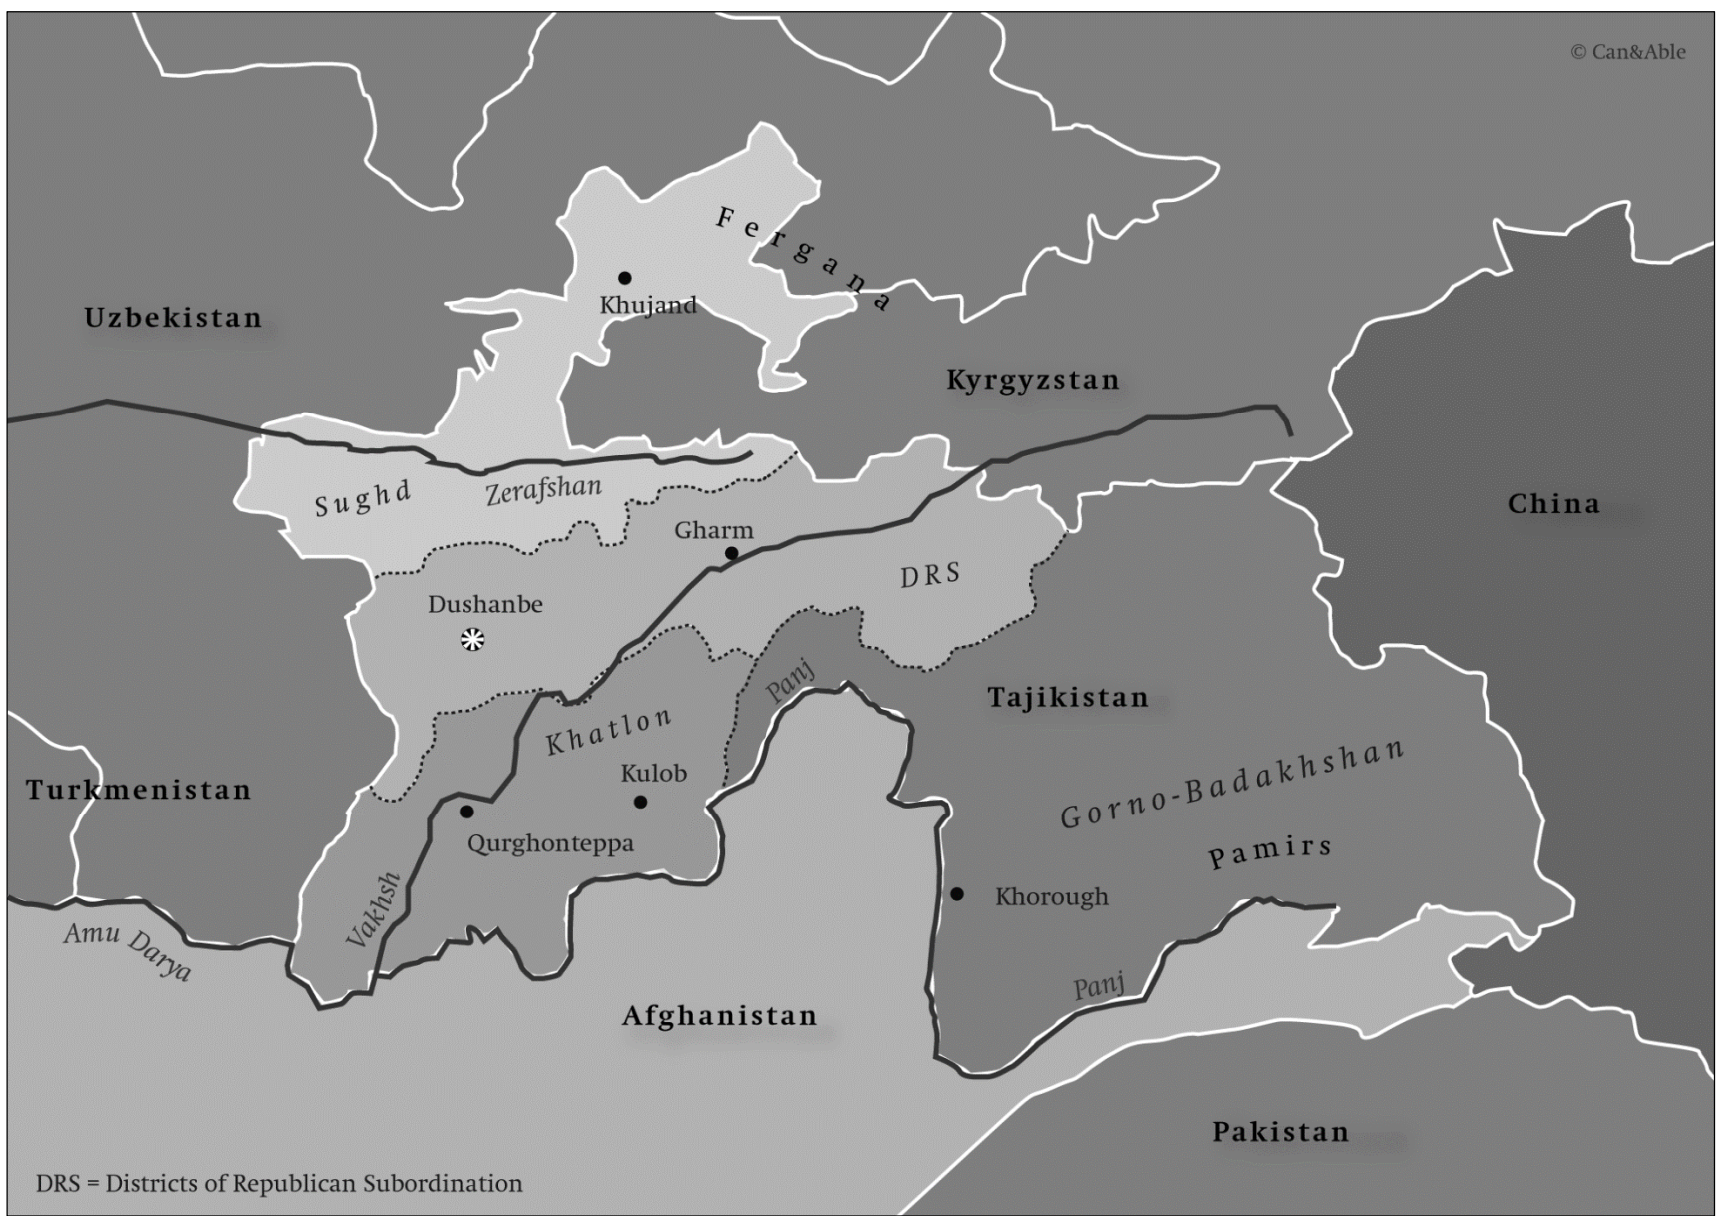 © Can&Able
Fergana
Khujand
Uzbekistan
Kyrgyzstan
Sughd
Zerafshan
China
Gharm
DRS
Dushanbe
Panj
Tajikistan
Khatlon
Kulob
Gorno-Badakhshan
Turkmenistan
Qurghonteppa
Pamirs
Khorough
Vakhsh
Amu Darya
Panj
Afghanistan
Pakistan
DRS = Districts of Republican Subordination